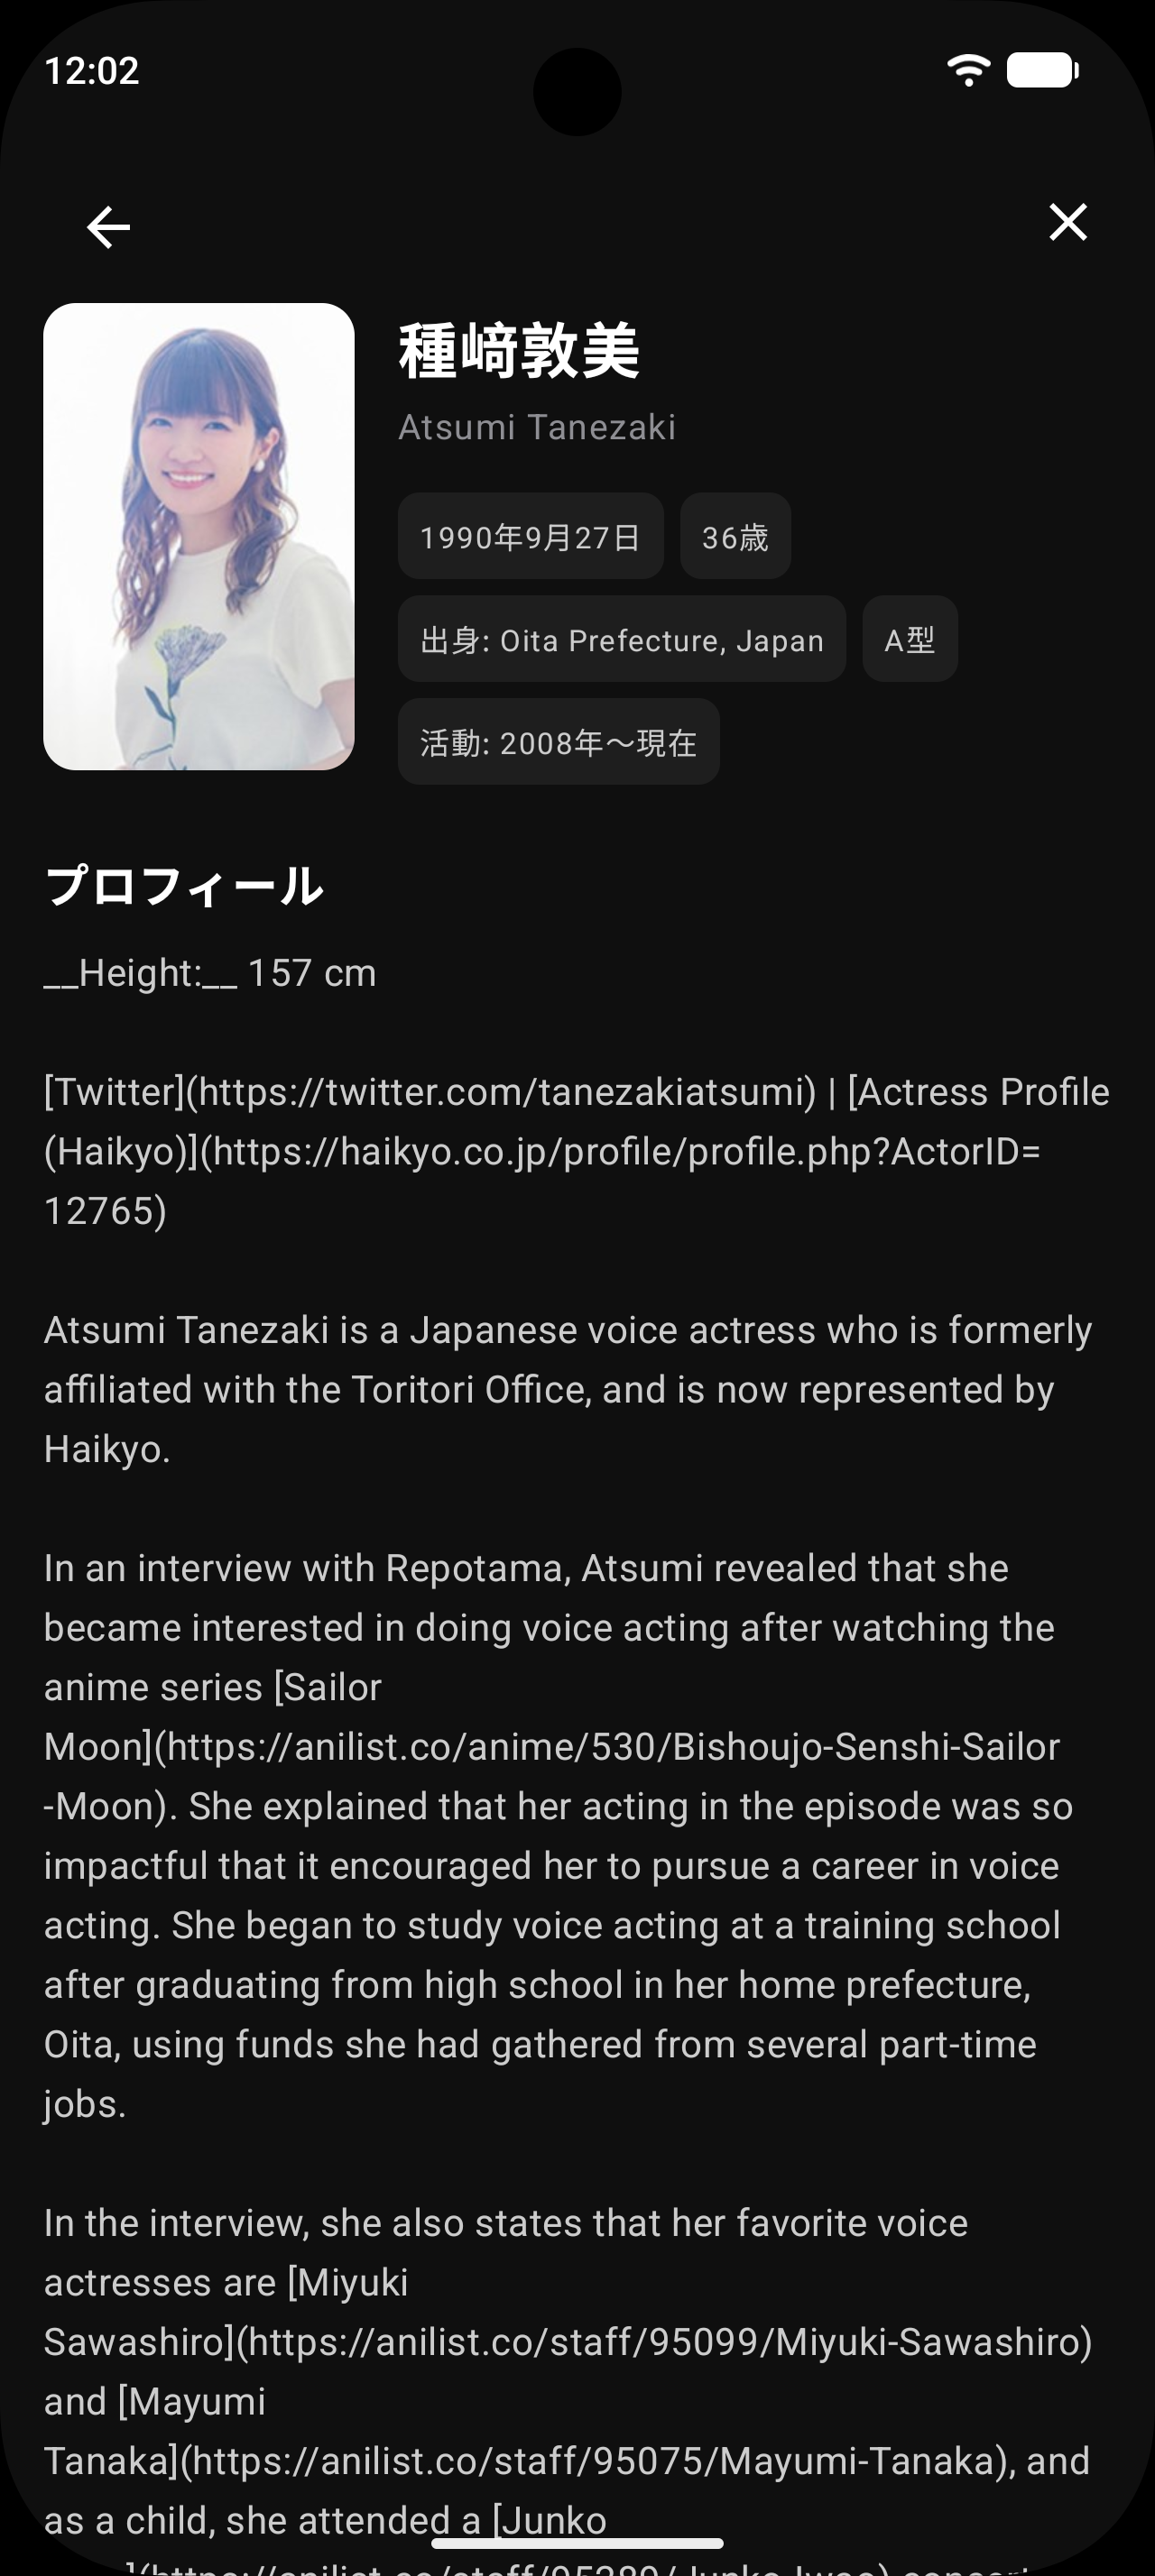 12:02
種﨑敦美
Atsumi Tanezaki
1990年9月27日 36歳
出身: Oita Prefecture, Japan A型
活動: 2008年〜現在
プロフィール
__Height:__ 157 cm
[Twitter](https://twitter.com/tanezakiatsumi) | [Actress Profile
(Haikyo)](https://haikyo.co.jp/profile/profile.php?ActorID=
12765)
Atsumi Tanezaki is a Japanese voice actress who is formerly
affiliated with the Toritori Office, and is now represented by
Haikyo.
In an interview with Repotama, Atsumi revealed that she
became interested in doing voice acting after watching the
anime series [Sailor
Moon](https://anilist.co/anime/530/Bishoujo-Senshi-Sailor
-Moon). She explained that her acting in the episode was so
impactful that it encouraged her to pursue a career in voice
acting. She began to study voice acting at a training school
after graduating from high school in her home prefecture,
Oita, using funds she had gathered from several part-time
jobs.
In the interview, she also states that her favorite voice
actresses are [Miyuki
Sawashiro](https://anilist.co/staff/95099/Miyuki-Sawashiro)
and [Mayumi
Tanaka](https://anilist.co/staff/95075/Mayumi-Tanaka), and
as a child, she attended a [Junko